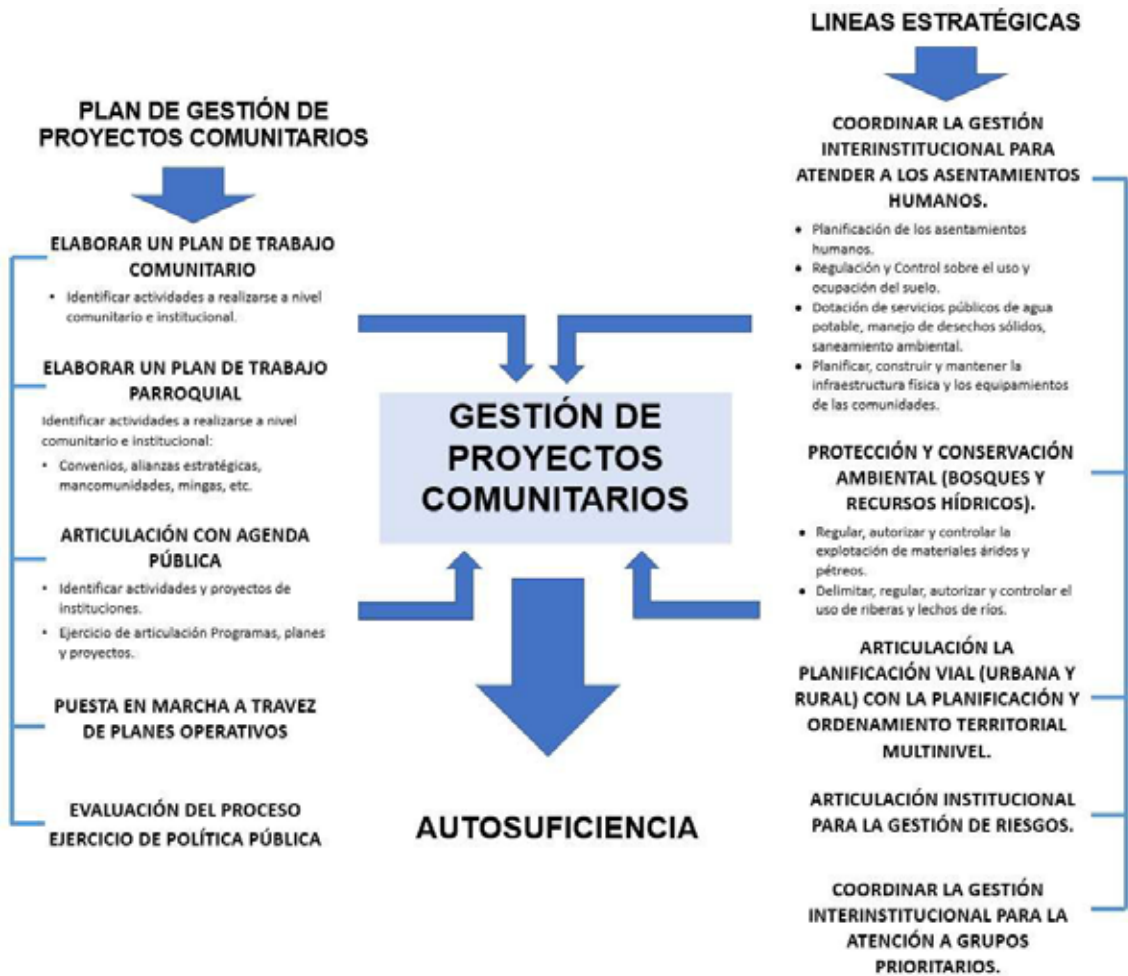 PLAN DE GESTIÓN DE
PROYECTOS COMUNITARIOS
ELABORAR UN PLAN DE TRABAJO
COMUNITARIO
• Identificar actividades a realizarse a nivel
comunitario e institucional.
ELABORAR UN PLAN DE TRABAJO
PARROQUIAL
Identificar actividades a realizarse a nivel
comunitario e institucional:
• Convenios, alianzas estratégicas,
mancomunidades, mingas, etc.
ARTICULACIÓN CON AGENDA
PÚBLICA
• Identificar actividades y proyectos de
instituciones.
• Ejercicio de articulación Programas, planes
y proyectos.
PUESTA EN MARCHA A TRAVEZ
DE PLANES OPERATIVOS
EVALUACIÓN DEL PROCESO
EJERCICIO DE POLÍTICA PÚBLICA
GESTIÓN DE
PROYECTOS
COMUNITARIOS
AUTOSUFICIENCIA
LINEAS ESTRATÉGICAS
COORDINAR LA GESTIÓN
INTERINSTITUCIONAL PARA
ATENDER A LOS ASENTAMIENTOS
HUMANOS.
• Planificación de los asentamientos
humanos.
• Regulación y Control sobre el uso y
ocupación del suelo.
• Dotación de servicios públicos de agua
potable, manejo de desechos sólidos,
saneamiento ambiental.
• Planificar, construir y mantener la
infraestructura física y los equipamientos
de las comunidades.
PROTECCIÓN Y CONSERVACIÓN
AMBIENTAL (BOSQUES Y
RECURSOS HÍDRICOS).
• Regular, autorizar y controlar la
explotación de materiales áridos y
pétreos.
• Delimitar, regular, autorizar y controlar el
uso de riberas y lechos de ríos.
ARTICULACIÓN LA
PLANIFICACIÓN VIAL (URBANA Y
RURAL) CON LA PLANIFICACIÓN Y
ORDENAMIENTO TERRITORIAL
MULTINIVEL.
ARTICULACIÓN INSTITUCIONAL
PARA LA GESTIÓN DE RIESGOS.
COORDINAR LA GESTIÓN
INTERINSTITUCIONAL PARA LA
ATENCIÓN A GRUPOS
PRIORITARIOS.